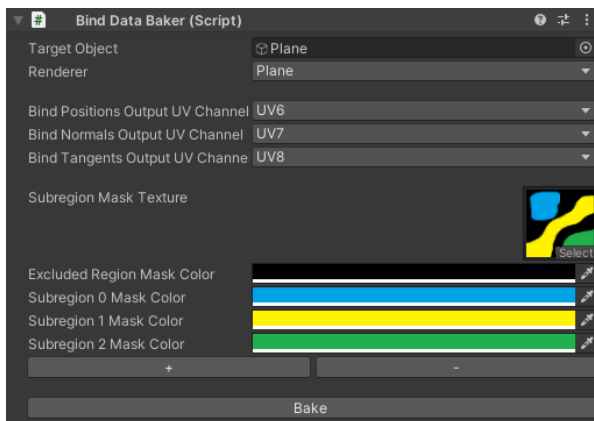 Bind Data Baker (Script)
Target Object Plane
Renderer Plane
Bind Positions Output UV Channel UV6
Bind Normals Output UV Channel UV7
Bind Tangents Output UV Channe UV8
Subregion Mask Texture
Select
Excluded Region Mask Color
Subregion 0 Mask Color
Subregion 1 Mask Color
Subregion 2 Mask Color
+ -
Bake